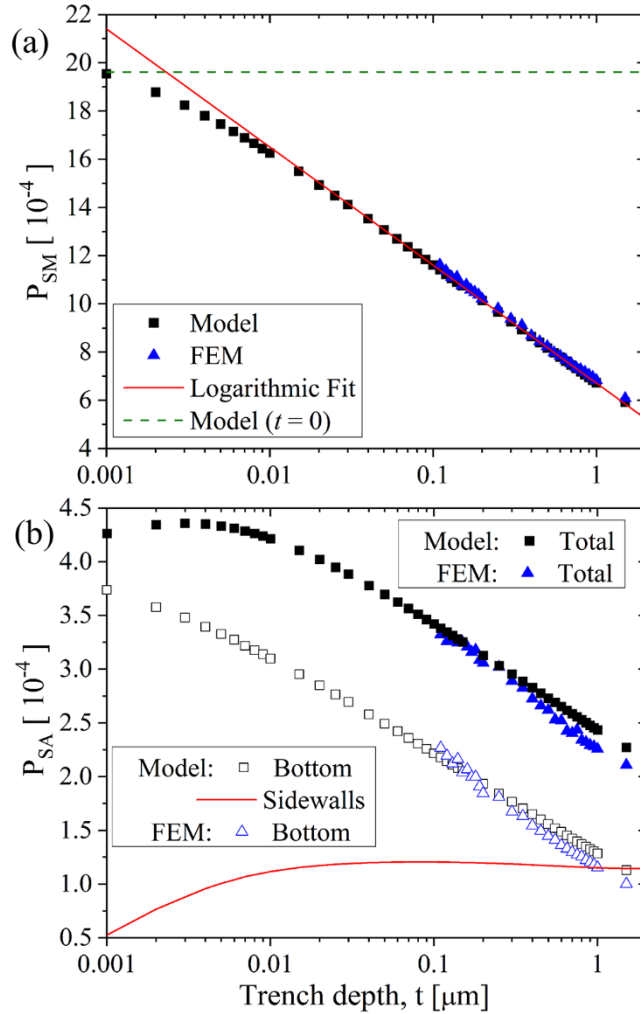 (a)
22
20
18
16
14
12
10
8
6
4
P_SM [ 10^-4 ]
Model
FEM
Logarithmic Fit
Model (t = 0)
0.001 0.01 0.1 1
(b)
4.5
4.0
3.5
3.0
2.5
2.0
1.5
1.0
0.5
P_SA [ 10^-4 ]
Model: Total
FEM: Total
Model: Bottom
Sidewalls
FEM: Bottom
0.001 0.01 0.1 1
Trench depth, t [μm]